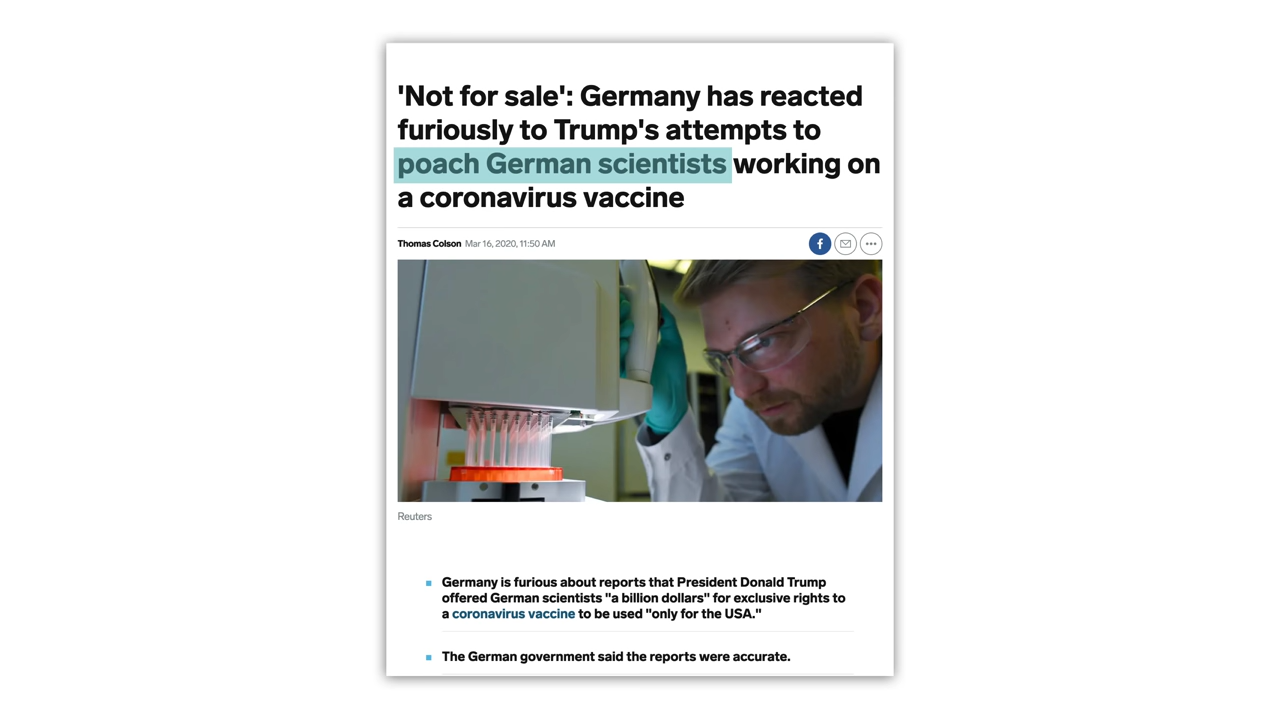 'Not for sale': Germany has reacted
furiously to Trump's attempts to
poach German scientists working on
a coronavirus vaccine
Thomas Colson Mar 16, 2020, 11:50 AM
f
Reuters
Germany is furious about reports that President Donald Trump
offered German scientists "a billion dollars" for exclusive rights to
a coronavirus vaccine to be used "only for the USA."
The German government said the reports were accurate.